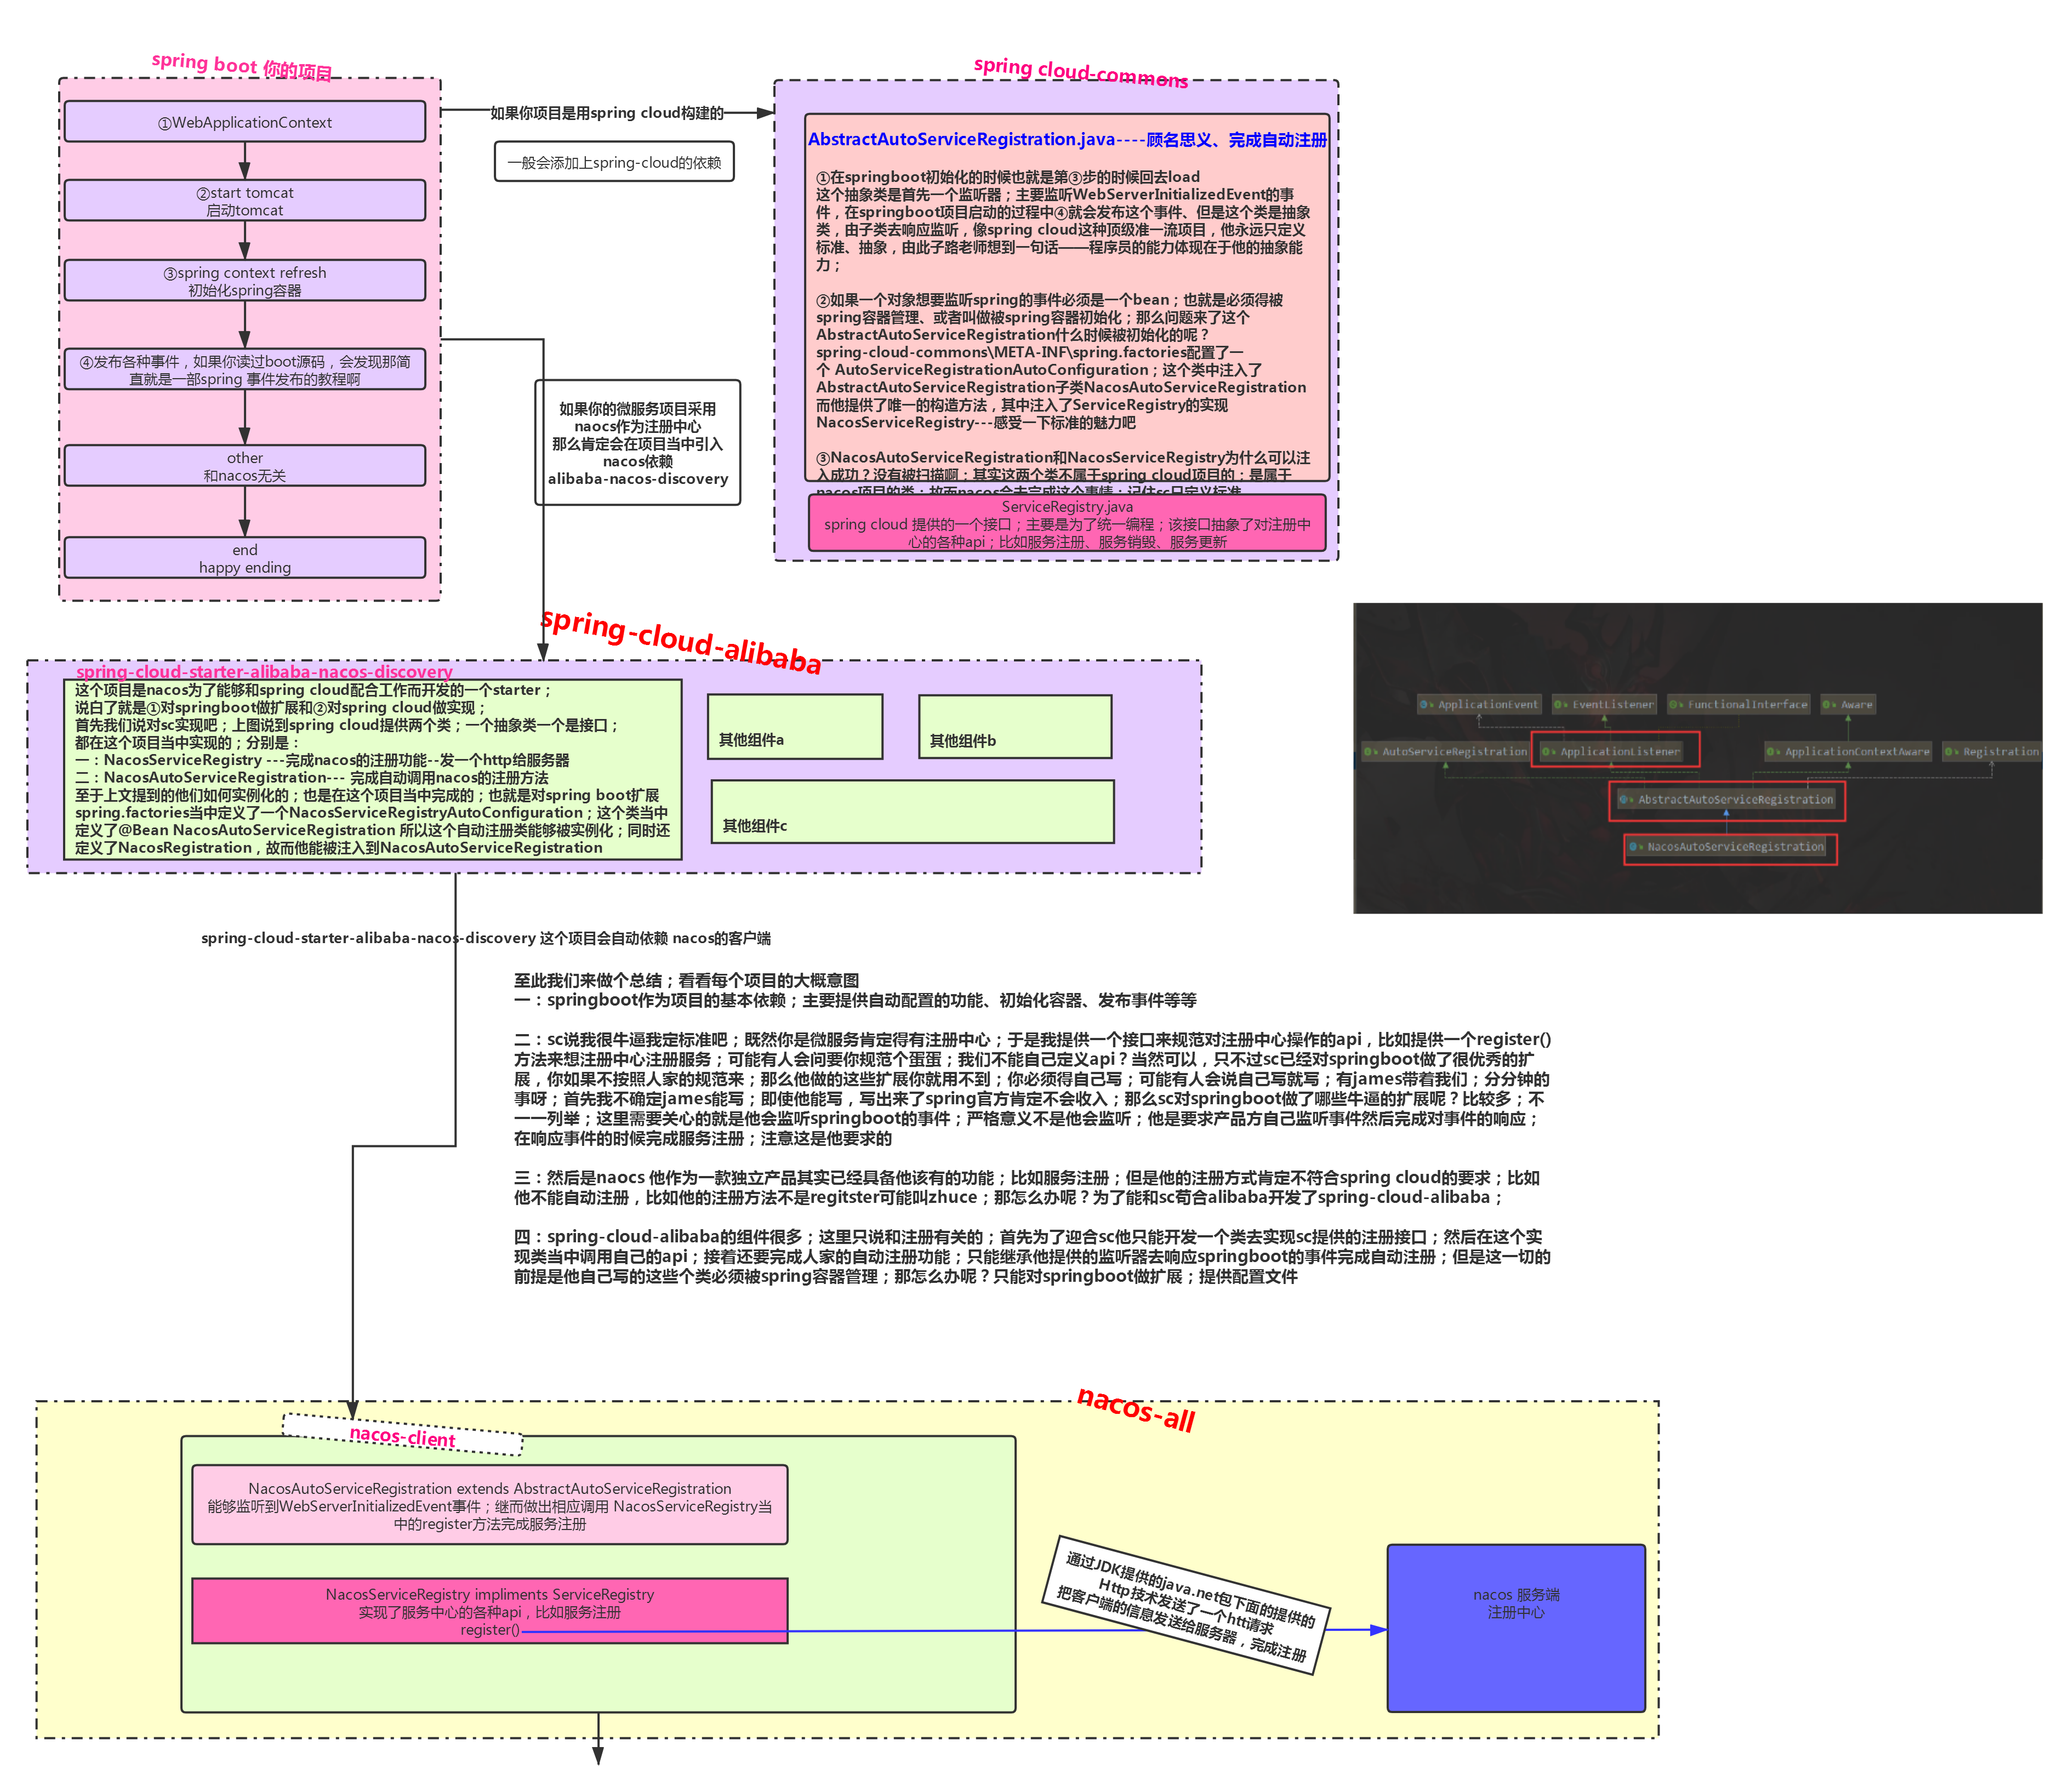 spring boot 你的项目
①WebApplicationContext
②start tomcat
启动tomcat
③spring context refresh
初始化spring容器
④发布各种事件，如果你读过boot源码，会发现那简
直就是一部spring 事件发布的教程啊
other
和nacos无关
end
happy ending
如果你项目是用spring cloud构建的
一般会添加上spring-cloud的依赖
如果你的微服务项目采用
naocs作为注册中心
那么肯定会在项目当中引入
nacos依赖
alibaba-nacos-discovery
spring cloud-commons
AbstractAutoServiceRegistration.java----顾名思义、完成自动注册
①在springboot初始化的时候也就是第③步的时候回去load
这个抽象类是首先一个监听器；主要监听WebServerInitializedEvent的事
件，在springboot项目启动的过程中④就会发布这个事件、但是这个类是抽象
类，由子类去响应监听，像spring cloud这种顶级准一流项目，他永远只定义
标准、抽象，由此子路老师想到一句话——程序员的能力体现在于他的抽象能
力；
②如果一个对象想要监听spring的事件必须是一个bean；也就是必须得被
spring容器管理、或者叫做被spring容器初始化；那么问题来了这个
AbstractAutoServiceRegistration什么时候被初始化的呢？
spring-cloud-commons\META-INF\spring.factories配置了一
个 AutoServiceRegistrationAutoConfiguration；这个类中注入了
AbstractAutoServiceRegistration子类NacosAutoServiceRegistration
而他提供了唯一的构造方法，其中注入了ServiceRegistry的实现
NacosServiceRegistry---感受一下标准的魅力吧
③NacosAutoServiceRegistration和NacosServiceRegistry为什么可以注
入成功？没有被扫描啊；其实这两个类不属于spring cloud项目的；是属于
nacos项目的类；故而nacos会去完成这个事情；记住sc只定义标准
ServiceRegistry.java
spring cloud 提供的一个接口；主要是为了统一编程；该接口抽象了对注册中
心的各种api；比如服务注册、服务销毁、服务更新
spring-cloud-alibaba
spring-cloud-starter-alibaba-nacos-discovery
这个项目是nacos为了能够和spring cloud配合工作而开发的一个starter；
说白了就是①对springboot做扩展和②对spring cloud做实现；
首先我们说对sc实现吧；上图说到spring cloud提供两个类；一个抽象类一个是接口；
都在这个项目当中实现的；分别是：
一：NacosServiceRegistry ---完成nacos的注册功能--发一个http给服务器
二：NacosAutoServiceRegistration--- 完成自动调用nacos的注册方法
至于上文提到的他们如何实例化的；也是在这个项目当中完成的；也就是对spring boot扩展
spring.factories当中定义了一个NacosServiceRegistryAutoConfiguration；这个类当中
定义了@Bean NacosAutoServiceRegistration 所以这个自动注册类能够被实例化；同时还
定义了NacosRegistration，故而他能被注入到NacosAutoServiceRegistration
其他组件a
其他组件b
其他组件c
ApplicationEvent
EventListener
FunctionalInterface
Aware
AutoServiceRegistration
ApplicationListener
ApplicationContextAware
Registration
AbstractAutoServiceRegistration
NacosAutoServiceRegistration
spring-cloud-starter-alibaba-nacos-discovery 这个项目会自动依赖 nacos的客户端
至此我们来做个总结；看看每个项目的大概意图
一：springboot作为项目的基本依赖；主要提供自动配置的功能、初始化容器、发布事件等等
二：sc说我很牛逼我定标准吧；既然你是微服务肯定得有注册中心；于是我提供一个接口来规范对注册中心操作的api，比如提供一个register()
方法来想注册中心注册服务；可能有人会问要你规范个蛋蛋；我们不能自己定义api？当然可以，只不过sc已经对springboot做了很优秀的扩
展，你如果不按照人家的规范来；那么他做的这些扩展你就用不到；你必须得自己写；可能有人会说自己写就写；有james带着我们；分分钟的
事呀；首先我不确定james能写；即使他能写，写出来了spring官方肯定不会收入；那么sc对springboot做了哪些牛逼的扩展呢？比较多；不
一一列举；这里需要关心的就是他会监听springboot的事件；严格意义不是他会监听；他是要求产品方自己监听事件然后完成对事件的响应；
在响应事件的时候完成服务注册；注意这是他要求的
三：然后是naocs 他作为一款独立产品其实已经具备他该有的功能；比如服务注册；但是他的注册方式肯定不符合spring cloud的要求；比如
他不能自动注册，比如他的注册方法不是regitster可能叫zhuce；那怎么办呢？为了能和sc苟合alibaba开发了spring-cloud-alibaba；
四：spring-cloud-alibaba的组件很多；这里只说和注册有关的；首先为了迎合sc他只能开发一个类去实现sc提供的注册接口；然后在这个实
现类当中调用自己的api；接着还要完成人家的自动注册功能；只能继承他提供的监听器去响应springboot的事件完成自动注册；但是这一切的
前提是他自己写的这些个类必须被spring容器管理；那怎么办呢？只能对springboot做扩展；提供配置文件
nacos-all
nacos-client
NacosAutoServiceRegistration extends AbstractAutoServiceRegistration
能够监听到WebServerInitializedEvent事件；继而做出相应调用 NacosServiceRegistry当
中的register方法完成服务注册
NacosServiceRegistry impliments ServiceRegistry
实现了服务中心的各种api，比如服务注册
register()
通过JDK提供的java.net包下面的提供的
Http技术发送了一个htt请求
把客户端的信息发送给服务器，完成注册
nacos 服务端
注册中心